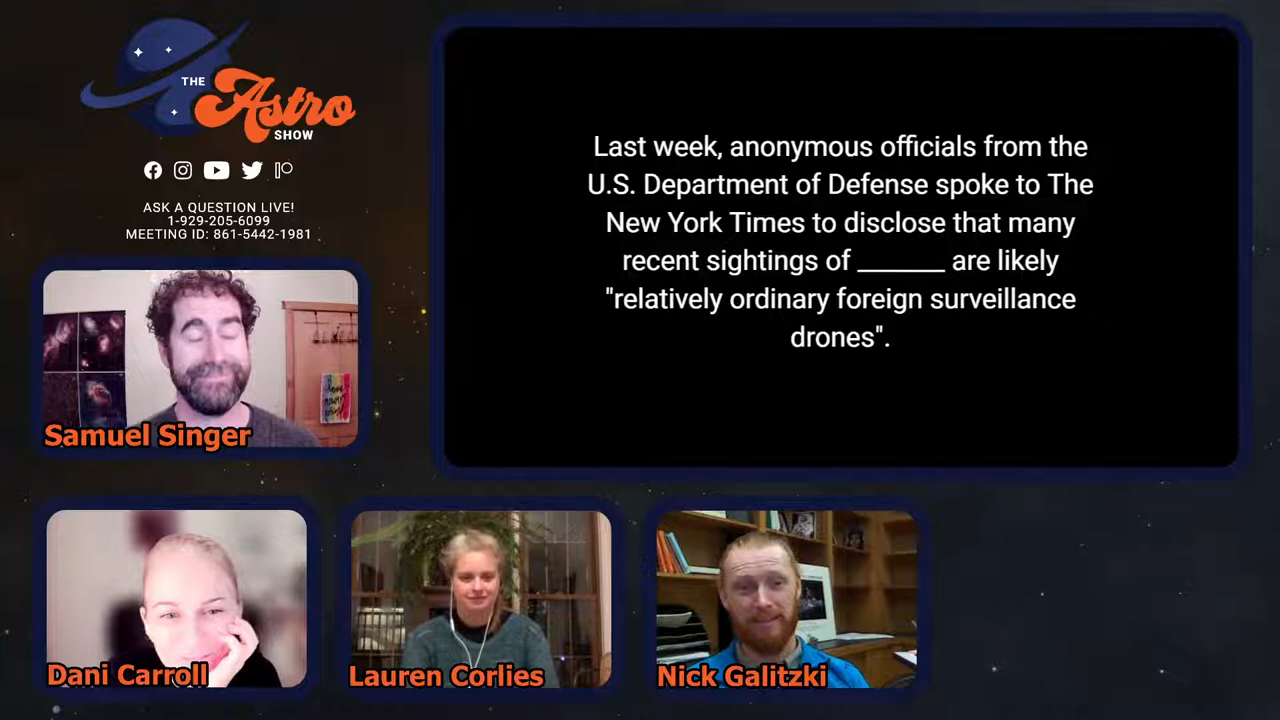 THE
Astro
SHOW
ASK A QUESTION LIVE!
1-929-205-6099
MEETING ID: 861-5442-1981
Last week, anonymous officials from the
U.S. Department of Defense spoke to The
New York Times to disclose that many
recent sightings of _______ are likely
"relatively ordinary foreign surveillance
drones".
Samuel Singer
Dani Carroll
Lauren Corlies
Nick Galitzki